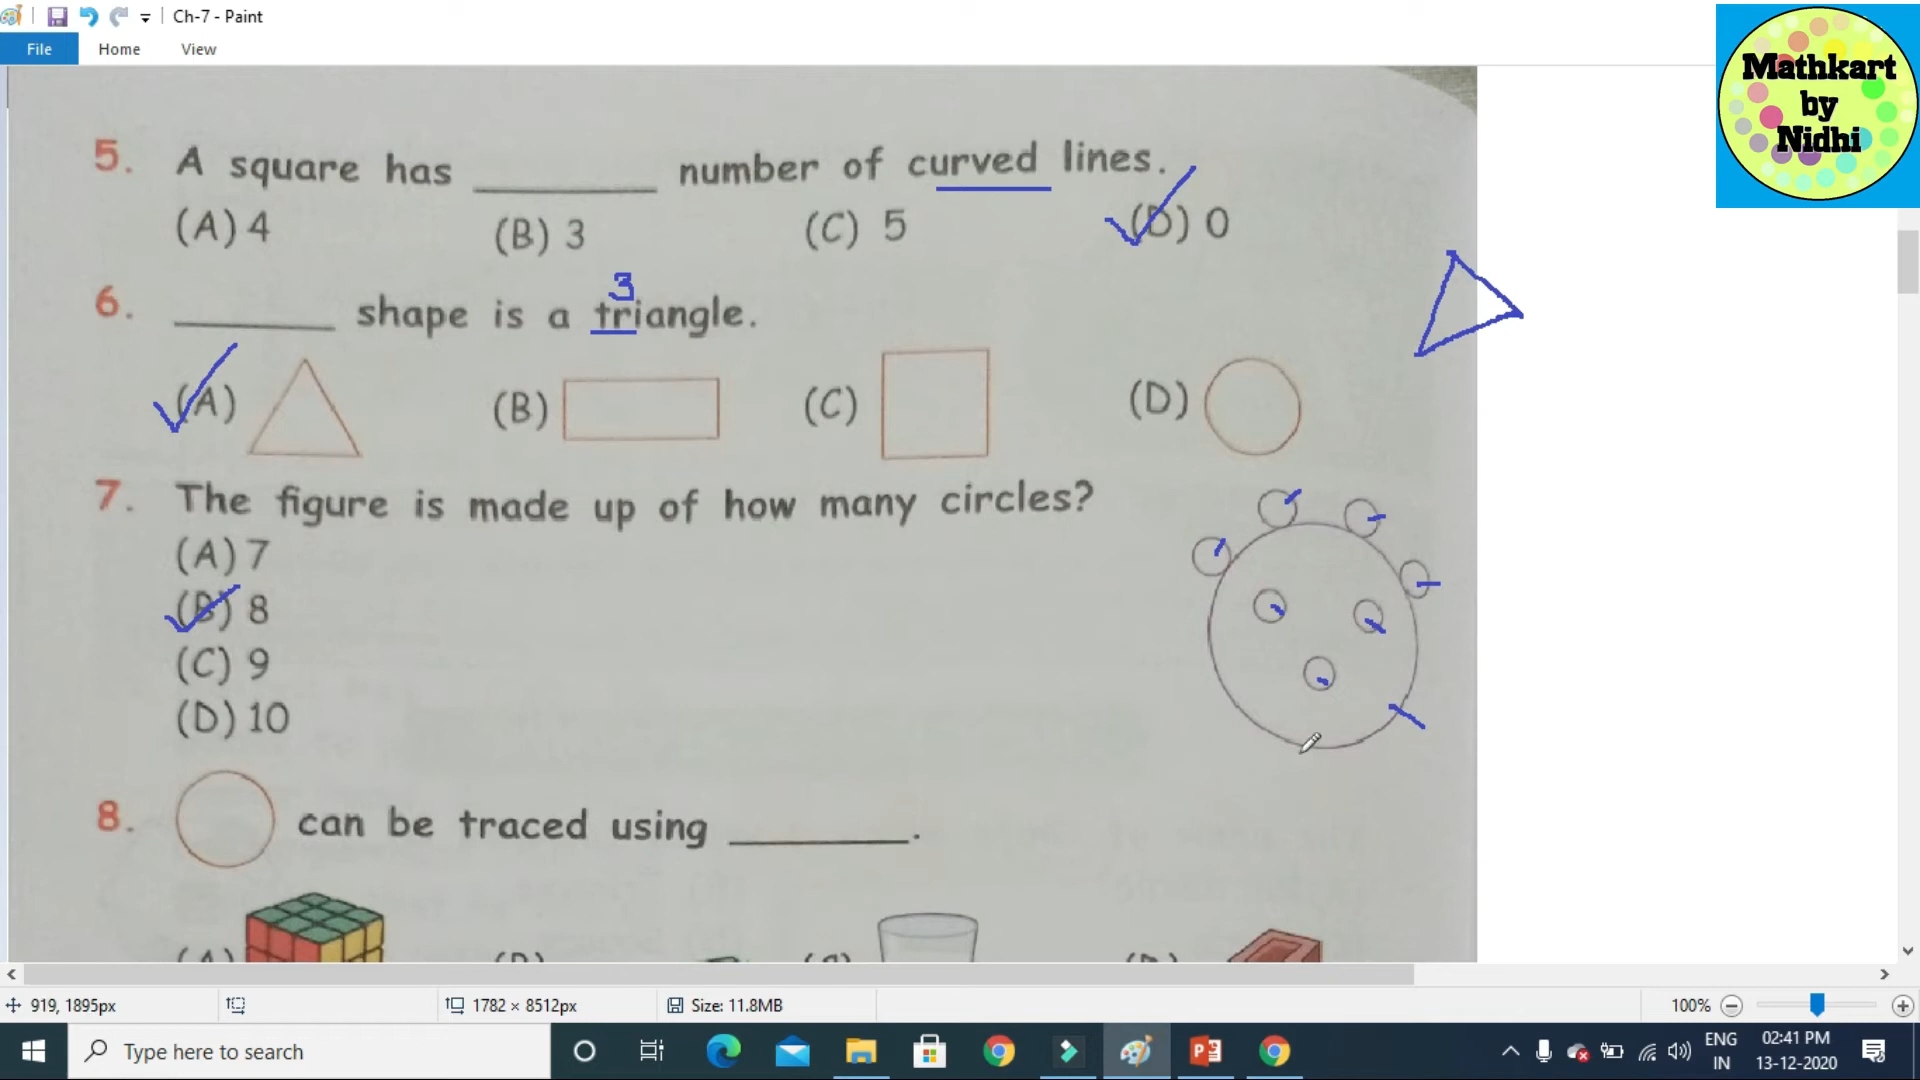 Ch-7 - Paint
File Home View
Mathkart
by
Nidhi
5. A square has ________ number of curved lines.
(A) 4 (B) 3 (C) 5 (D) 0
3
6. ________ shape is a triangle.
(A) (B) (C) (D)
7. The figure is made up of how many circles?
(A) 7
(B) 8
(C) 9
(D) 10
8. can be traced using ________.
(A) (B) (C) (D)
919, 1895px 1782 × 8512px Size: 11.8MB 100%
Type here to search
ENG
IN
02:41 PM
13-12-2020